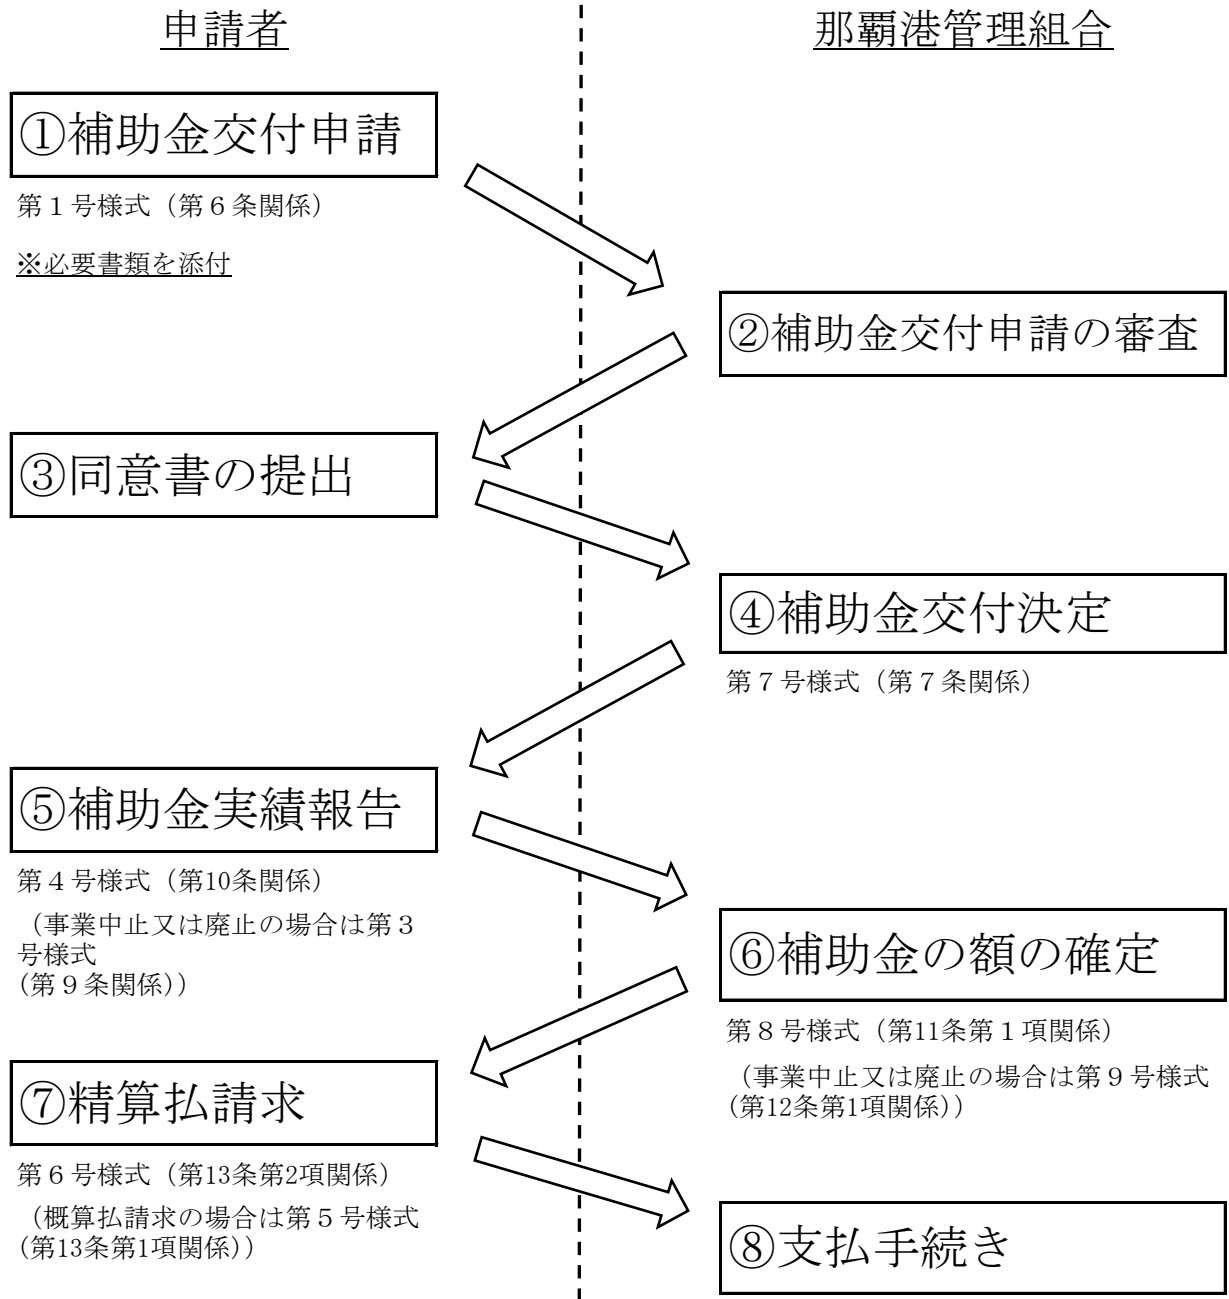 申請者
那覇港管理組合
①補助金交付申請
第１号様式（第６条関係）
※必要書類を添付
②補助金交付申請の審査
③同意書の提出
④補助金交付決定
第７号様式（第７条関係）
⑤補助金実績報告
第４号様式（第10条関係）
（事業中止又は廃止の場合は第３
号様式
(第９条関係)）
⑥補助金の額の確定
第８号様式（第11条第１項関係）
（事業中止又は廃止の場合は第９号様式
(第12条第1項関係)）
⑦精算払請求
第６号様式（第13条第2項関係）
（概算払請求の場合は第５号様式
(第13条第1項関係)）
⑧支払手続き